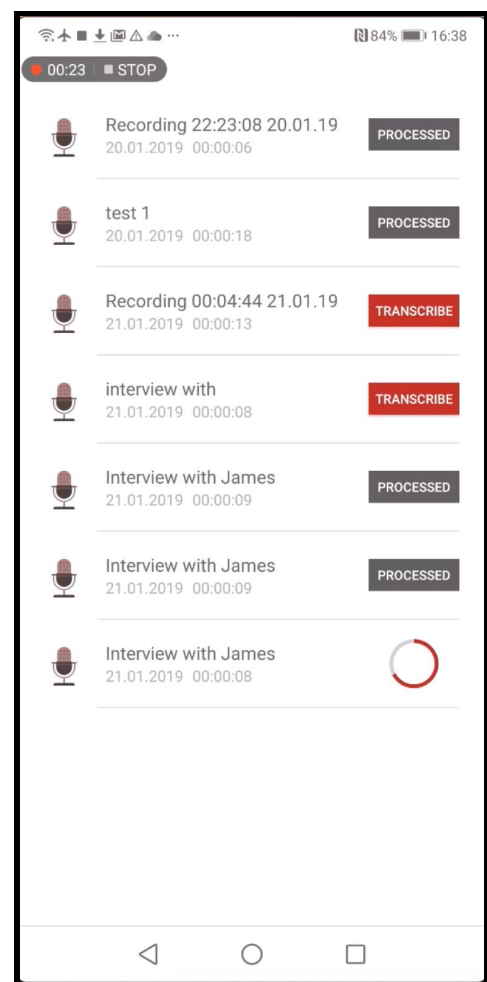 84% 16:38
00:23 STOP
Recording 22:23:08 20.01.19
20.01.2019 00:00:06
PROCESSED
test 1
20.01.2019 00:00:18
PROCESSED
Recording 00:04:44 21.01.19
21.01.2019 00:00:13
TRANSCRIBE
interview with
21.01.2019 00:00:08
TRANSCRIBE
Interview with James
21.01.2019 00:00:09
PROCESSED
Interview with James
21.01.2019 00:00:09
PROCESSED
Interview with James
21.01.2019 00:00:08